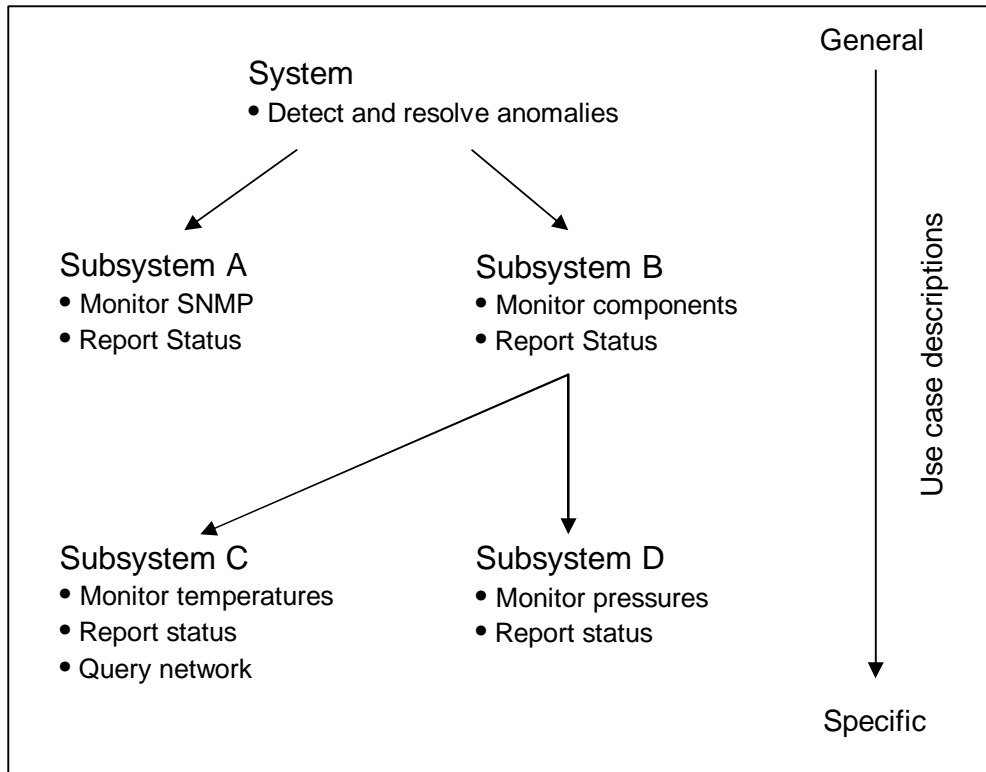 General
System
• Detect and resolve anomalies
Subsystem A
• Monitor SNMP
• Report Status
Subsystem B
• Monitor components
• Report Status
Use case descriptions
Subsystem C
• Monitor temperatures
• Report status
• Query network
Subsystem D
• Monitor pressures
• Report status
Specific